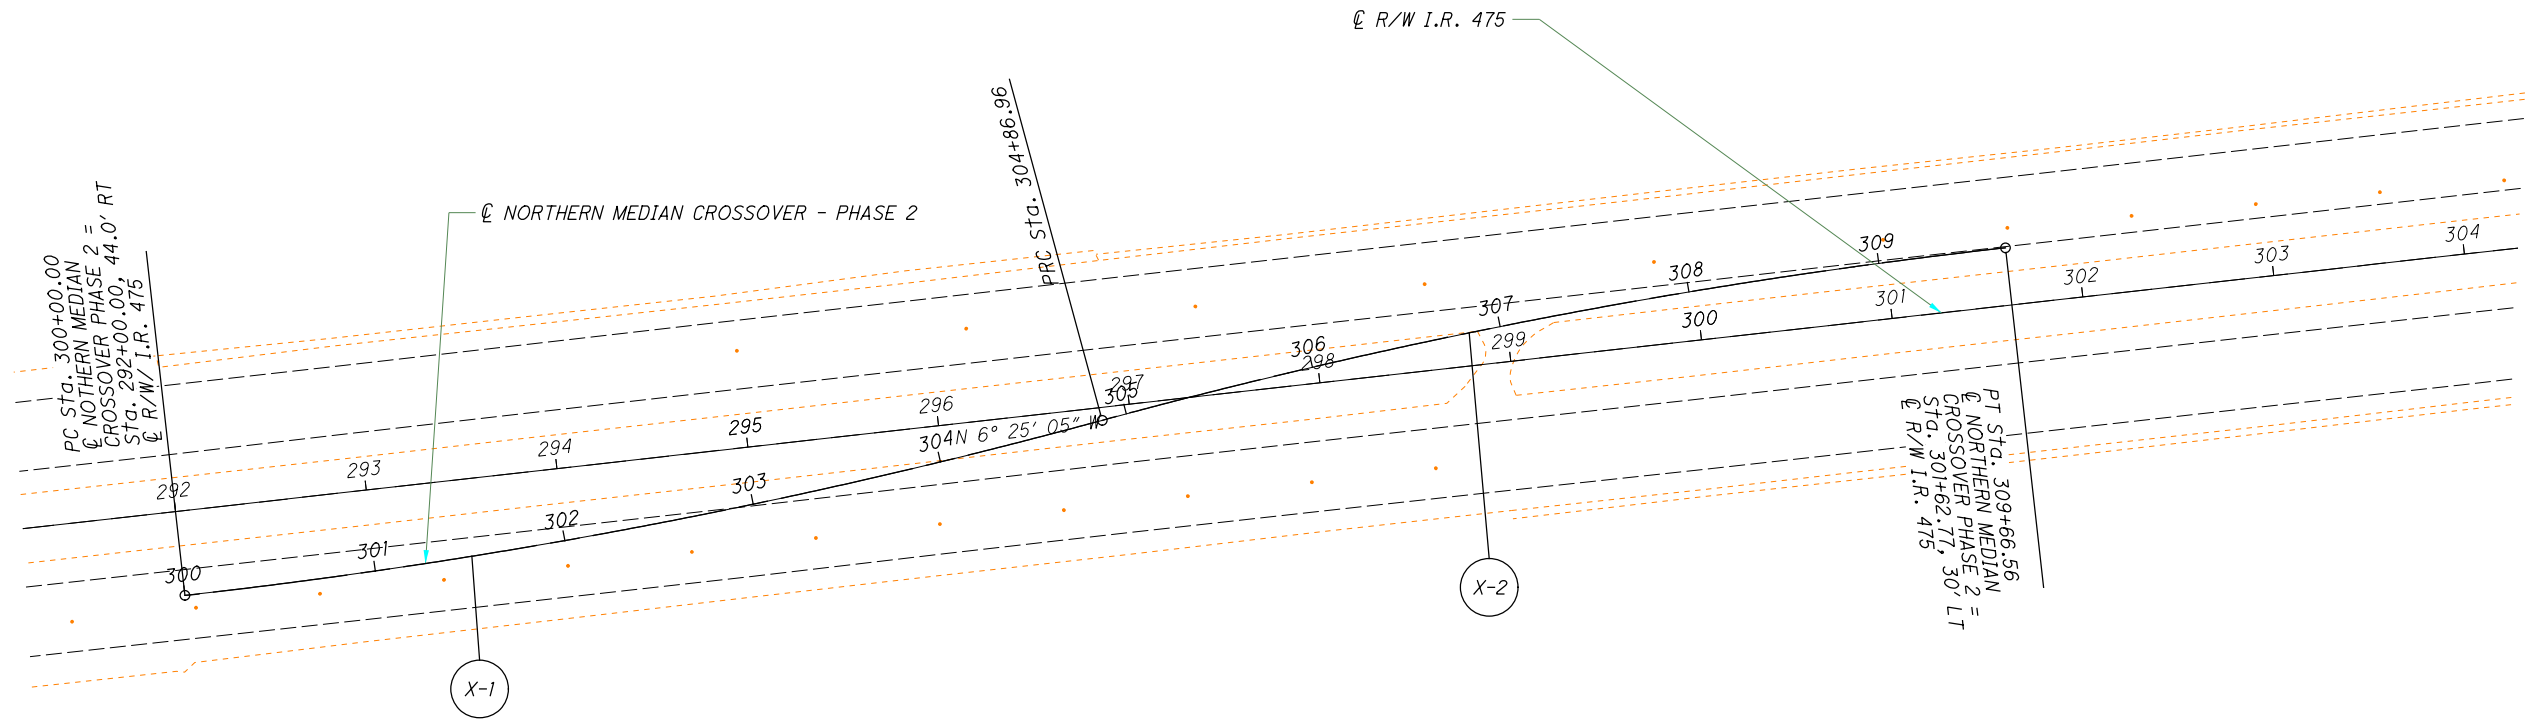 ℄ R/W I.R. 475
℄ NORTHERN MEDIAN CROSSOVER - PHASE 2
PC Sta. 300+00.00
℄ NOTHERN MEDIAN
CROSSOVER PHASE 2 =
Sta. 292+00.00, 44.0' RT
℄ R/W/ I.R. 475
PRC Sta. 304+86.96
292
293
294
295
296
297
298
299
300
301
302
303
304
300
301
302
303
304
305
306
307
308
309
N 6° 25' 05" W
X-1
X-2
PT Sta. 309+66.56
℄ NORTHERN MEDIAN
CROSSOVER PHASE 2 =
Sta. 301+62.77, 30' LT
℄ R/W I.R. 475